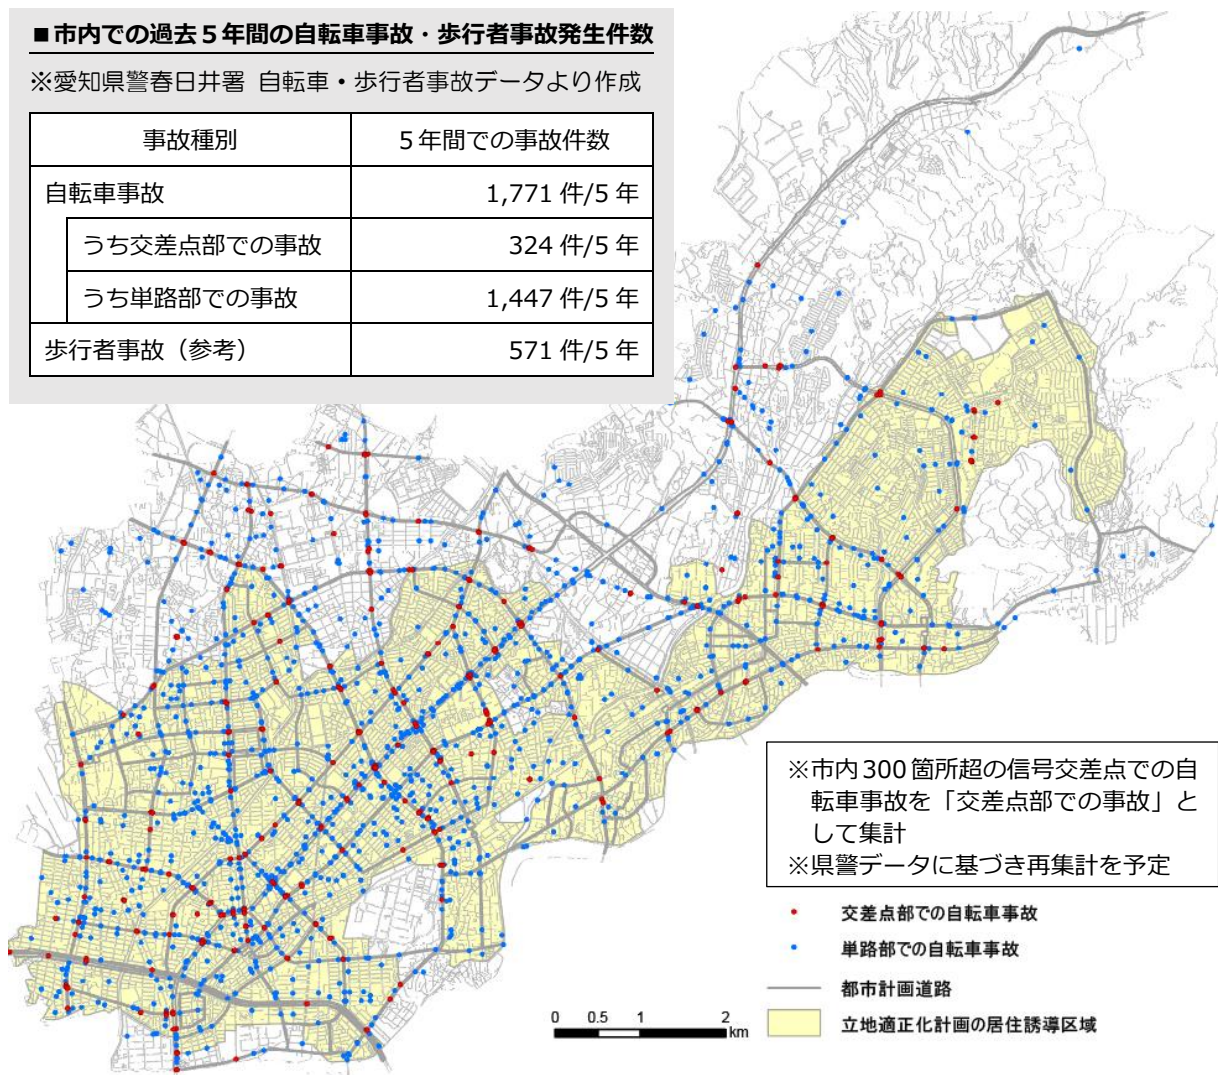 ■市内での過去５年間の自転車事故・歩行者事故発生件数
※愛知県警春日井署 自転車・歩行者事故データより作成
事故種別 ５年間での事故件数
自転車事故 1,771 件/5 年
うち交差点部での事故 324 件/5 年
うち単路部での事故 1,447 件/5 年
歩行者事故（参考） 571 件/5 年
※市内300箇所超の信号交差点での自
転車事故を「交差点部での事故」と
して集計
※県警データに基づき再集計を予定
交差点部での自転車事故
単路部での自転車事故
都市計画道路
立地適正化計画の居住誘導区域
0 0.5 1 2
km